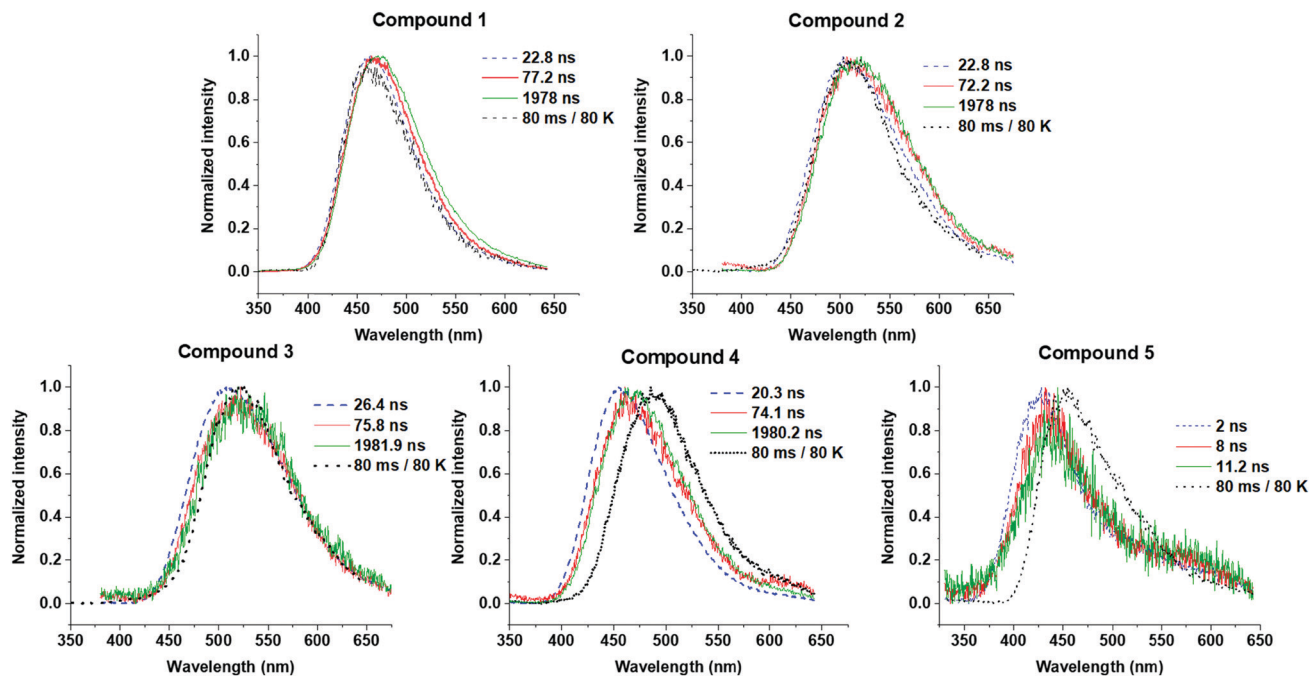 Compound 1
Normalized intensity
1.0
0.8
0.6
0.4
0.2
0.0
22.8 ns
77.2 ns
1978 ns
80 ms / 80 K
350 400 450 500 550 600 650
Wavelength (nm)
Compound 2
Normalized intensity
1.0
0.8
0.6
0.4
0.2
0.0
22.8 ns
72.2 ns
1978 ns
80 ms / 80 K
350 400 450 500 550 600 650
Wavelength (nm)
Compound 3
Normalized intensity
1.0
0.8
0.6
0.4
0.2
0.0
26.4 ns
75.8 ns
1981.9 ns
80 ms / 80 K
350 400 450 500 550 600 650
Wavelength (nm)
Compound 4
Normalized intensity
1.0
0.8
0.6
0.4
0.2
0.0
20.3 ns
74.1 ns
1980.2 ns
80 ms / 80 K
350 400 450 500 550 600 650
Wavelength (nm)
Compound 5
Normalized intensity
1.0
0.8
0.6
0.4
0.2
0.0
2 ns
8 ns
11.2 ns
80 ms / 80 K
350 400 450 500 550 600 650
Wavelength (nm)